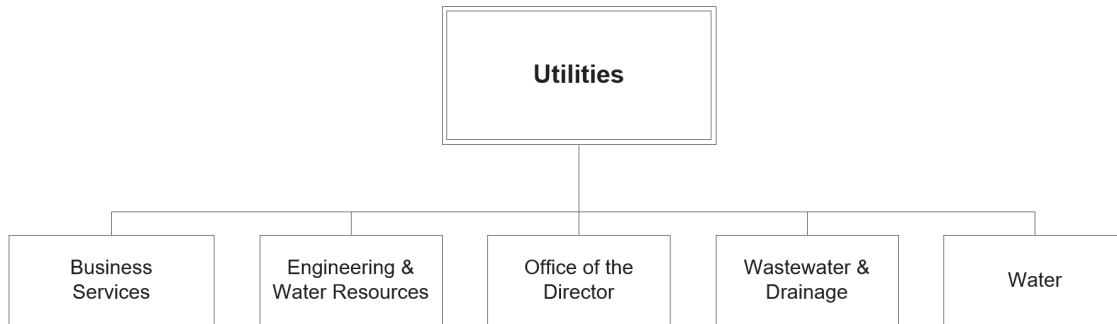 Utilities
Business
Services
Engineering &
Water Resources
Office of the
Director
Wastewater &
Drainage
Water